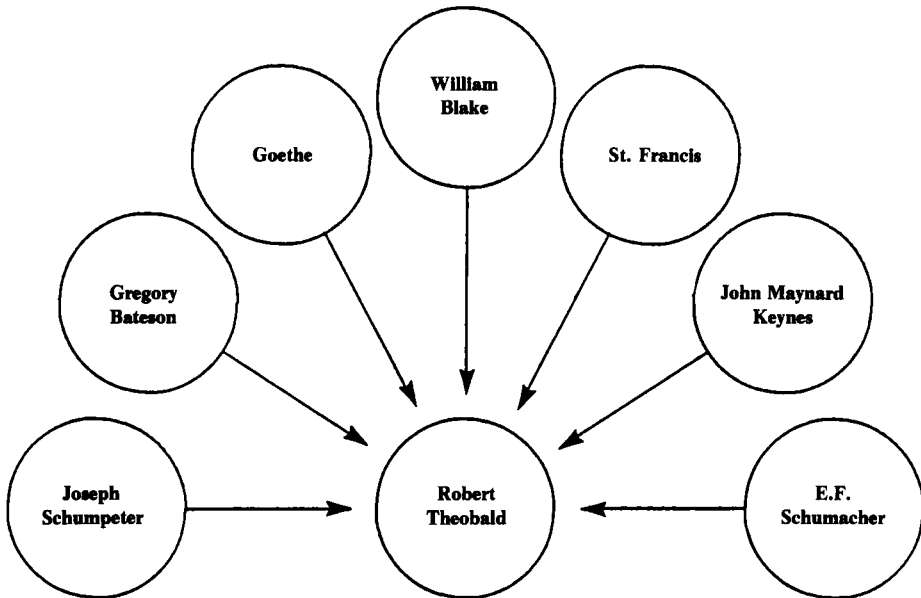 William
Blake
Goethe
St. Francis
Gregory
Bateson
John Maynard
Keynes
Joseph
Schumpeter
Robert
Theobald
E.F.
Schumacher